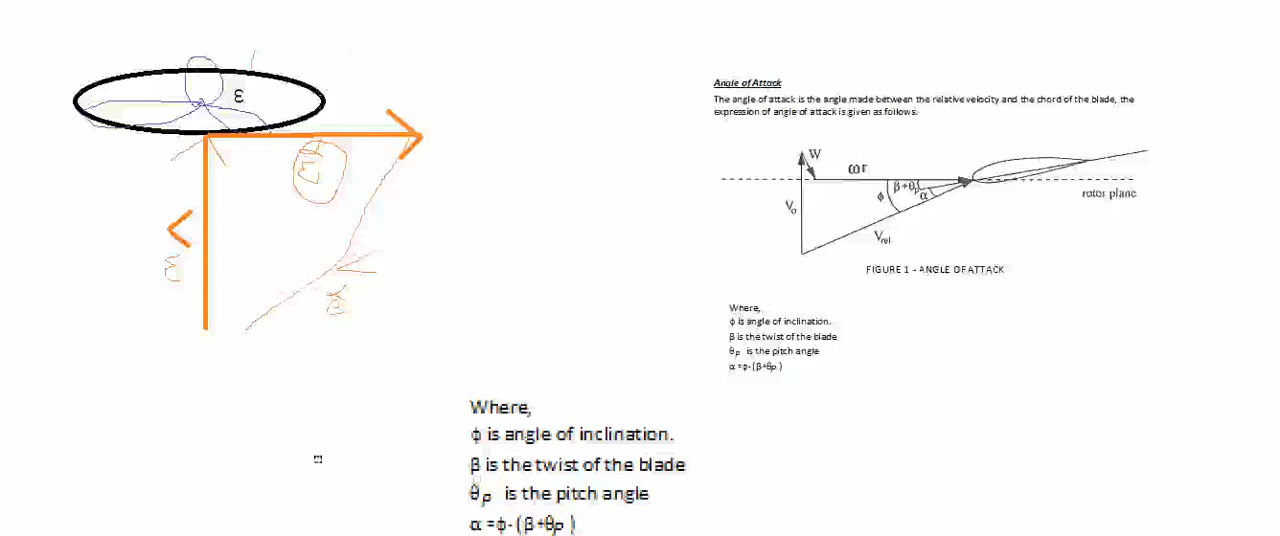 ε
Angle of Attack
The angle of attack is the angle made between the relative velocity and the chord of the blade, the
expression of angle of attack is given as follows.
W
ωr
β+θp
ϕ
α
Vo
Vrel
rotor plane
FIGURE 1 - ANGLE OF ATTACK
Where,
ϕ is angle of inclination.
β is the twist of the blade
θp is the pitch angle
α =ϕ-(β+θp)
Where,
ϕ is angle of inclination.
β is the twist of the blade
θp is the pitch angle
α =ϕ-(β+θp )